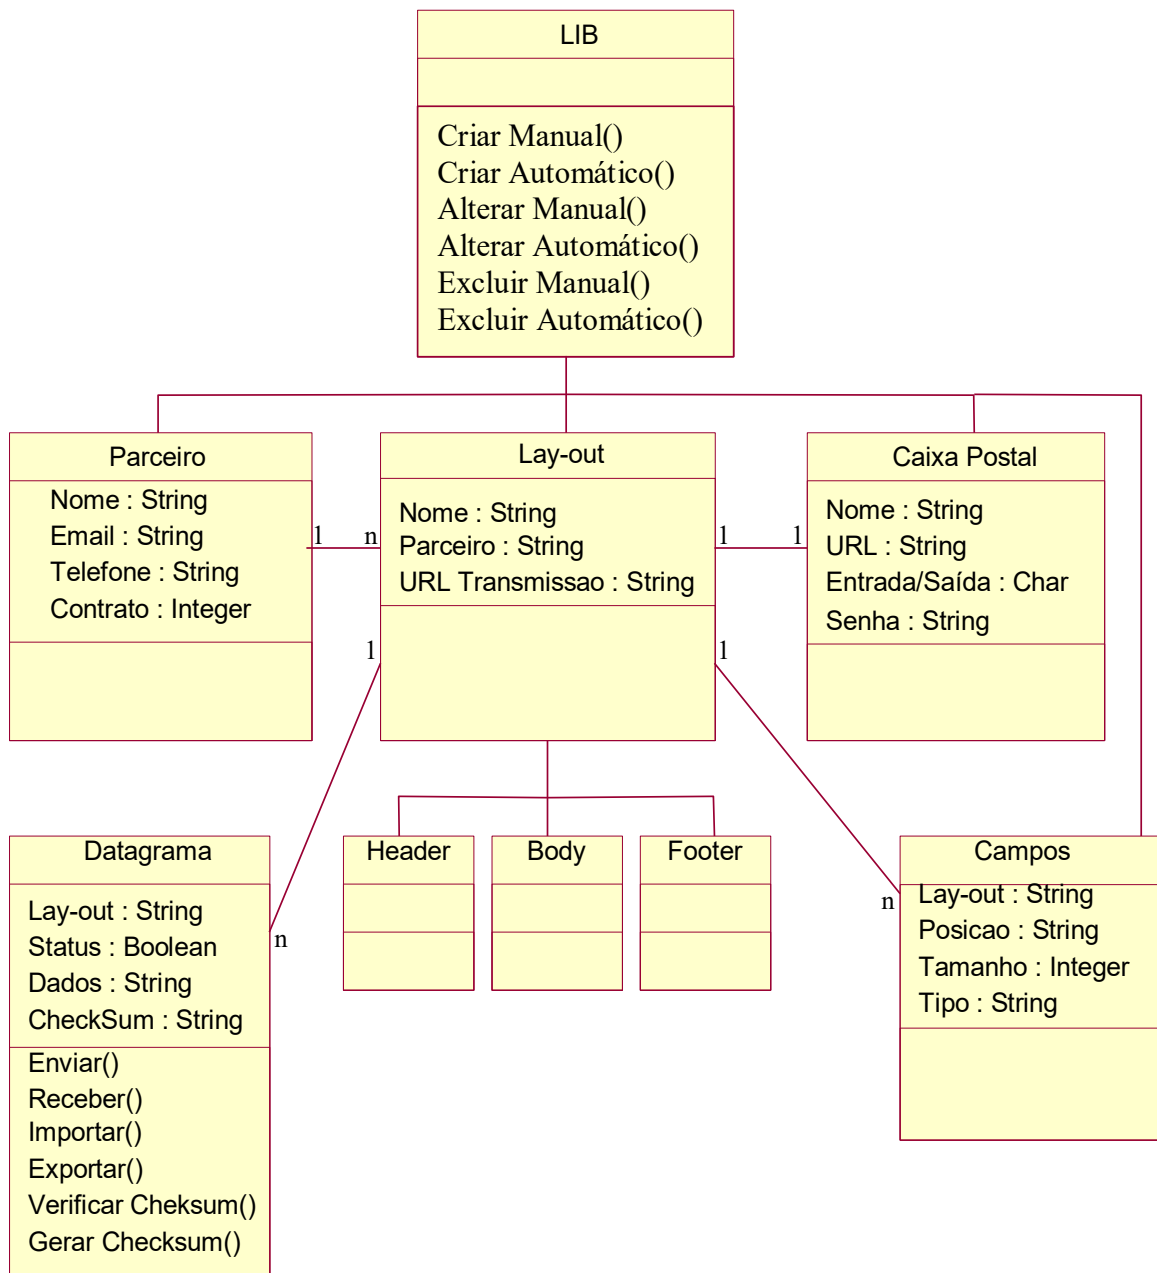 LIB
Criar Manual()
Criar Automático()
Alterar Manual()
Alterar Automático()
Excluir Manual()
Excluir Automático()
Parceiro
Nome : String
Email : String
Telefone : String
Contrato : Integer
1
n
Lay-out
Nome : String
Parceiro : String
URL Transmissao : String
1
1
Caixa Postal
Nome : String
URL : String
Entrada/Saída : Char
Senha : String
1
1
Datagrama
Lay-out : String
Status : Boolean
Dados : String
CheckSum : String
Enviar()
Receber()
Importar()
Exportar()
Verificar Cheksum()
Gerar Checksum()
n
Header
Body
Footer
n
Campos
Lay-out : String
Posicao : String
Tamanho : Integer
Tipo : String